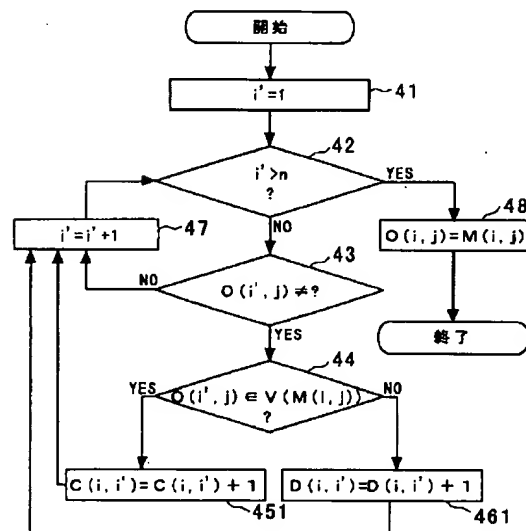 開始
i'=1
41
42
i'>n
?
YES
NO
i'=i'+1
47
48
O(i,j)=M(i,j)
43
O(i',j)≠?
NO
YES
終了
44
YES
O(i',j)∈V(M(i,j))
?
NO
C(i,i')=C(i,i')+1
451
D(i,i')=D(i,i')+1
461